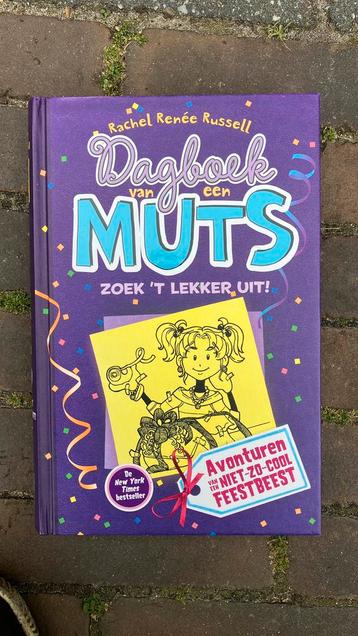 Rachel Renée Russell
Dagboek
van een
MUTS
ZOEK 'T LEKKER UIT!
De
New York
Times
bestseller
Avonturen
VAN EEN NIET-ZO-COOL
FEESTBEEST